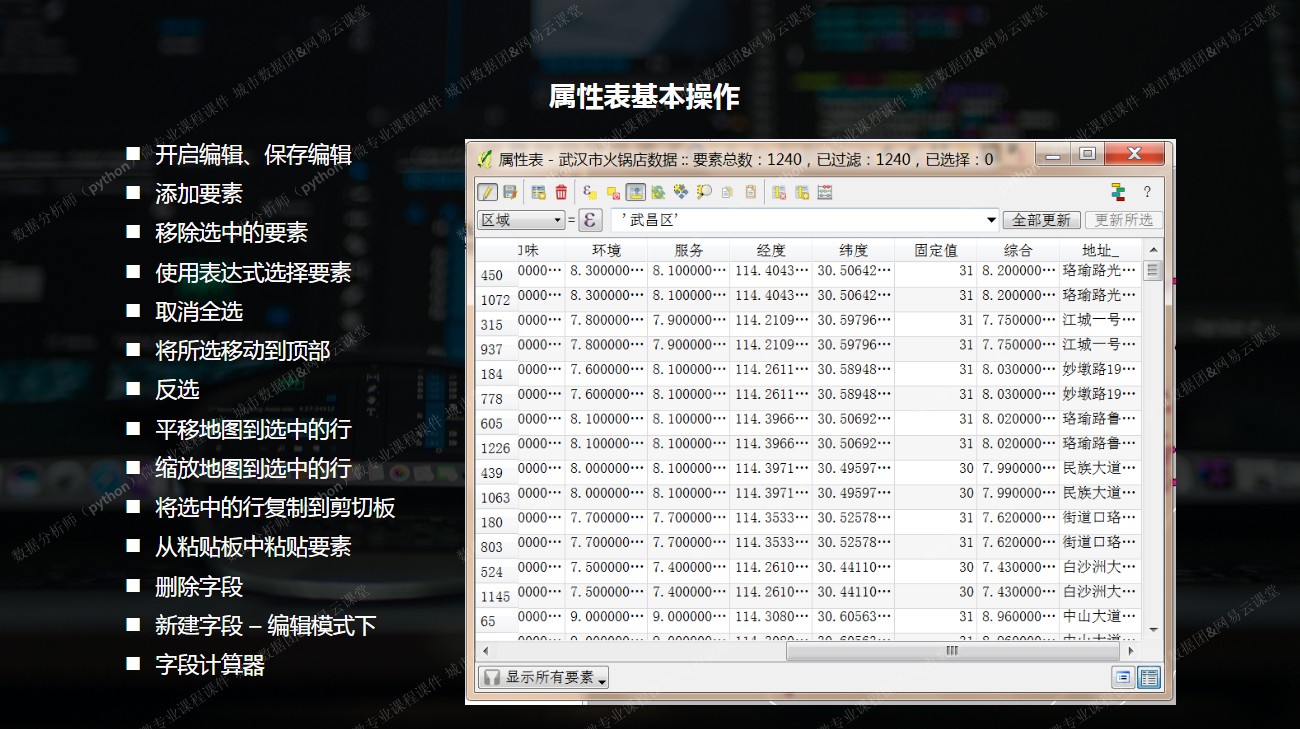 属性表基本操作
■ 开启编辑、保存编辑
■ 添加要素
■ 移除选中的要素
■ 使用表达式选择要素
■ 取消全选
■ 将所选移动到顶部
■ 反选
■ 平移地图到选中的行
■ 缩放地图到选中的行
■ 将选中的行复制到剪切板
■ 从粘贴板中粘贴要素
■ 删除字段
■ 新建字段 – 编辑模式下
■ 字段计算器
属性表 - 武汉市火锅店数据 :: 要素总数：1240，已过滤：1240，已选择：0
区域 = ε '武昌区' 全部更新 更新所选
味 环境 服务 经度 纬度 固定值 综合 地址_
450 0000… 8.300000… 8.100000… 114.4043… 30.50642… 31 8.200000… 珞瑜路光…
1072 0000… 8.300000… 8.100000… 114.4043… 30.50642… 31 8.200000… 珞瑜路光…
315 0000… 7.800000… 7.900000… 114.2109… 30.59796… 31 7.750000… 江城一号…
937 0000… 7.800000… 7.900000… 114.2109… 30.59796… 31 7.750000… 江城一号…
184 0000… 7.600000… 8.100000… 114.2611… 30.58948… 31 8.030000… 妙墩路19…
778 0000… 7.600000… 8.100000… 114.2611… 30.58948… 31 8.030000… 妙墩路19…
605 0000… 8.100000… 8.100000… 114.3966… 30.50692… 31 8.020000… 珞瑜路鲁…
1226 0000… 8.100000… 8.100000… 114.3966… 30.50692… 31 8.020000… 珞瑜路鲁…
439 0000… 8.000000… 8.100000… 114.3971… 30.49597… 30 7.990000… 民族大道…
1063 0000… 8.000000… 8.100000… 114.3971… 30.49597… 30 7.990000… 民族大道…
180 0000… 7.700000… 7.700000… 114.3533… 30.52578… 31 7.620000… 街道口珞…
803 0000… 7.700000… 7.700000… 114.3533… 30.52578… 31 7.620000… 街道口珞…
524 0000… 7.500000… 7.400000… 114.2610… 30.44110… 30 7.430000… 白沙洲大…
1145 0000… 7.500000… 7.400000… 114.2610… 30.44110… 30 7.430000… 白沙洲大…
65 0000… 9.000000… 9.000000… 114.3080… 30.60563… 31 8.960000… 中山大道…
显示所有要素
数据分析师（python）微专业课程课件 城市数据团&网易云课堂